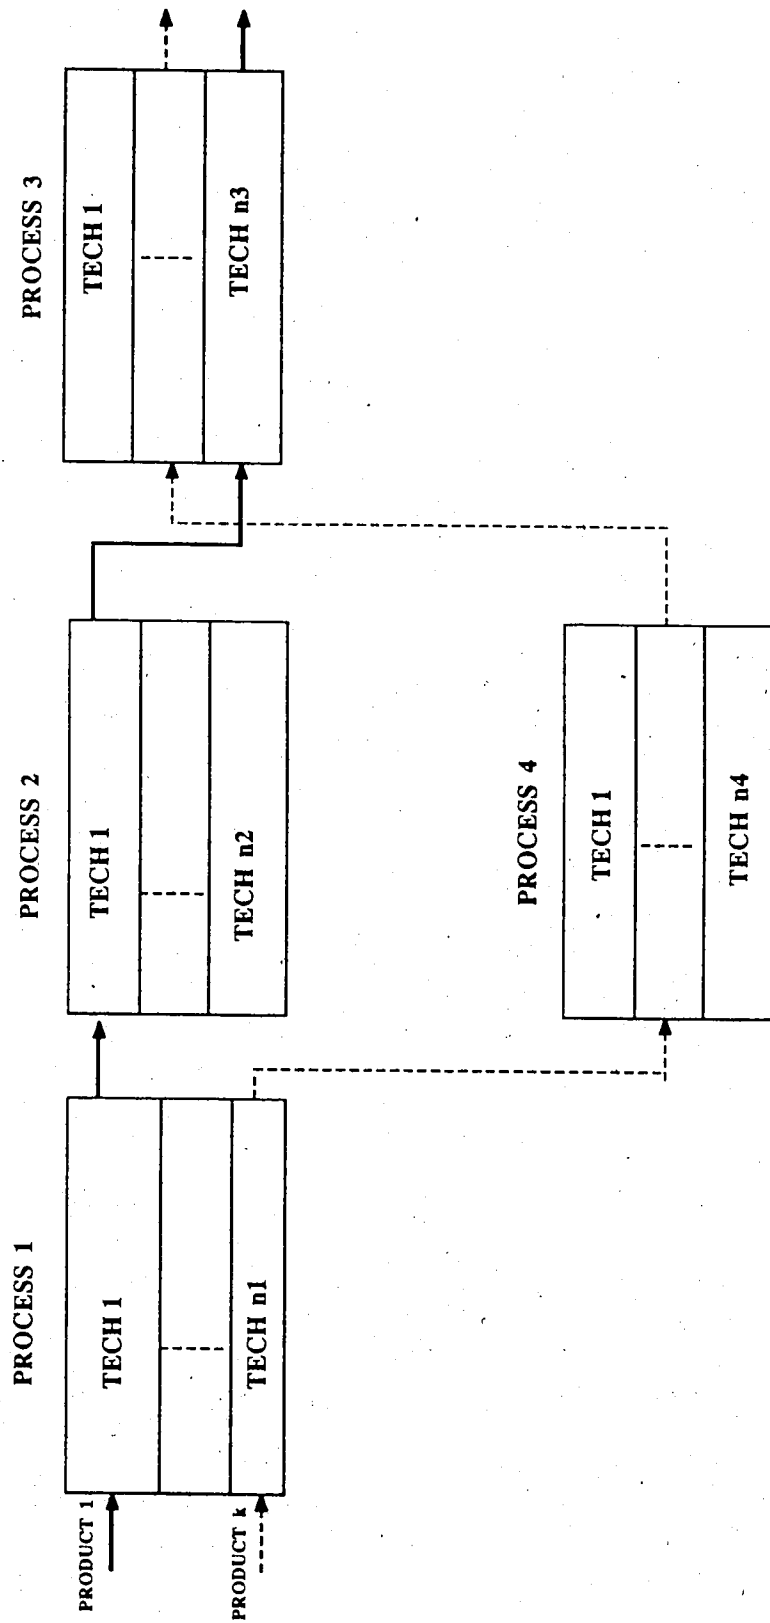 PROCESS 1
PROCESS 2
PROCESS 3
TECH 1
TECH n1
TECH 1
TECH n2
TECH 1
TECH n3
PRODUCT 1
PRODUCT k
PROCESS 4
TECH 1
TECH n4